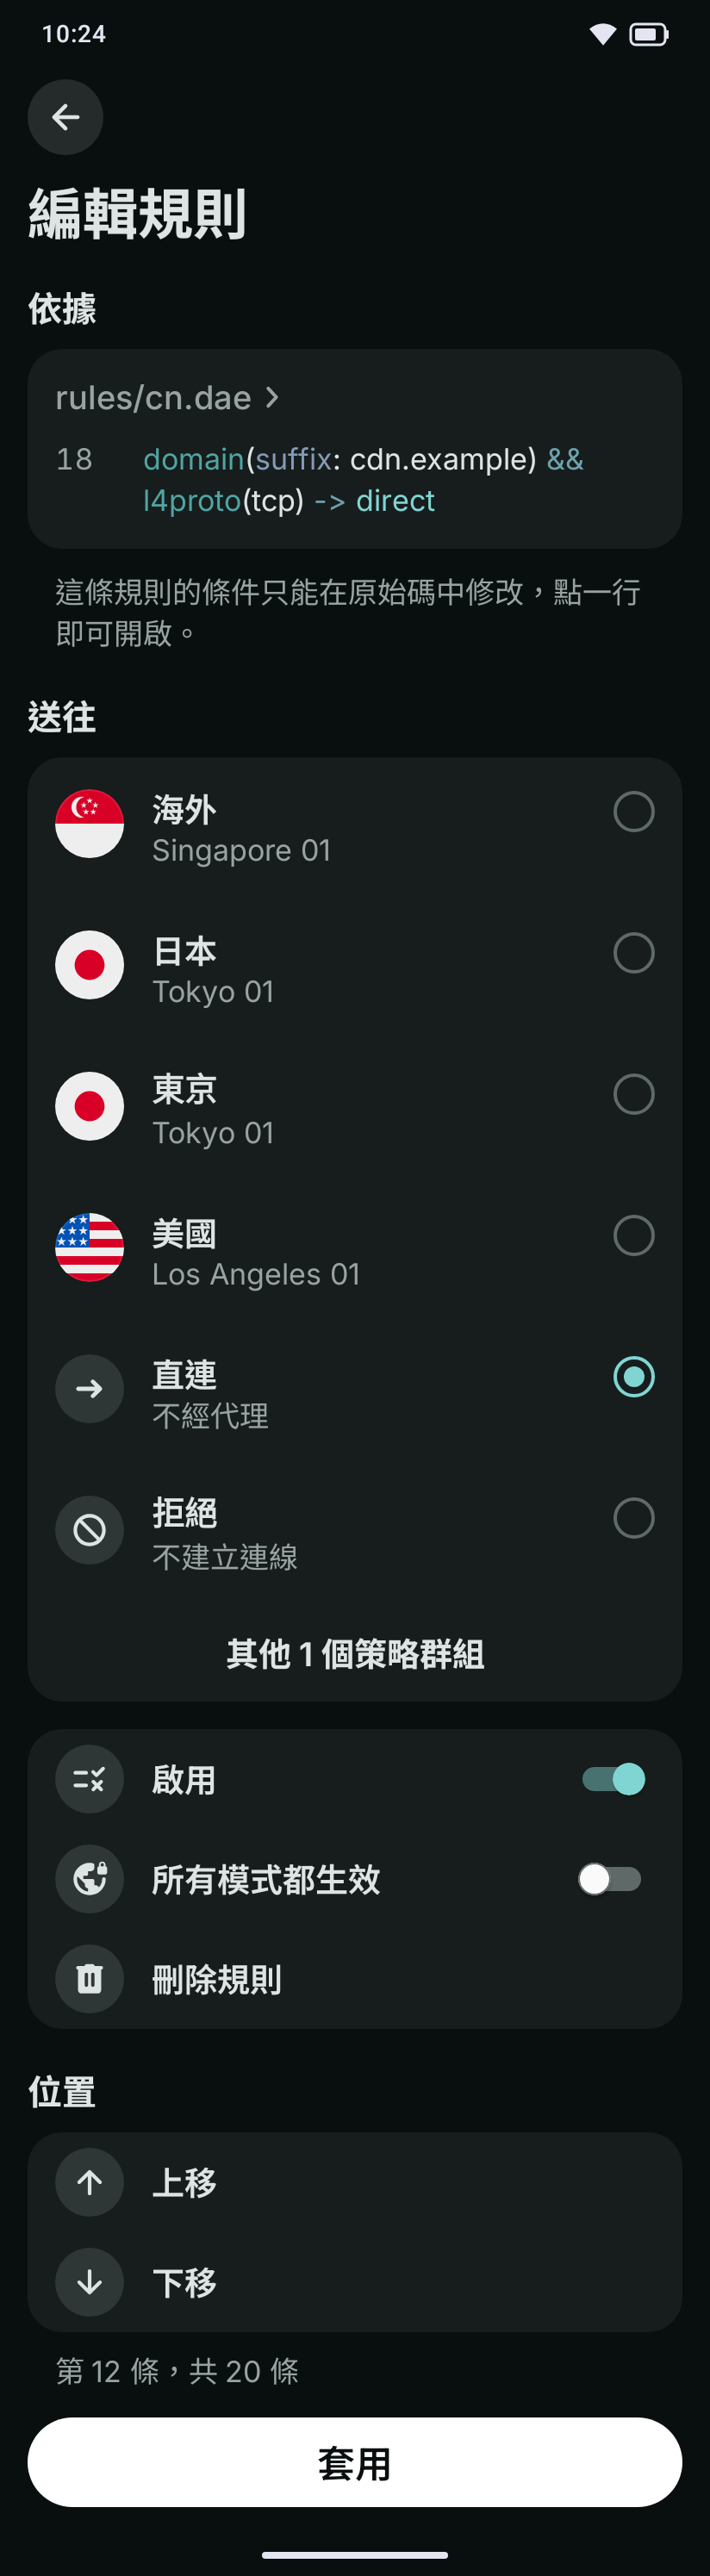 10:24
編輯規則
依據
rules/cn.dae
18 domain(suffix: cdn.example) &&
l4proto(tcp) -> direct
這條規則的條件只能在原始碼中修改，點一行
即可開啟。
送往
海外
Singapore 01
日本
Tokyo 01
東京
Tokyo 01
美國
Los Angeles 01
直連
不經代理
拒絕
不建立連線
其他 1 個策略群組
啟用
所有模式都生效
刪除規則
位置
上移
下移
第 12 條，共 20 條
套用